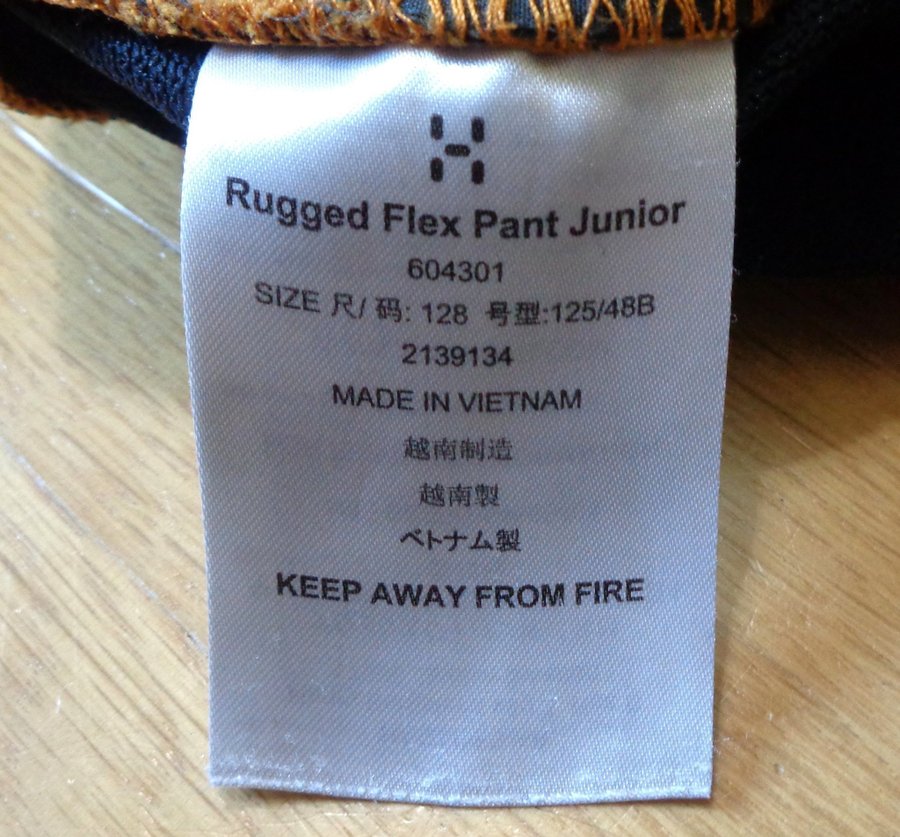 Rugged Flex Pant Junior
604301
SIZE 尺/ 码: 128 号型:125/48B
2139134
MADE IN VIETNAM
越南制造
越南製
ベトナム製
KEEP AWAY FROM FIRE